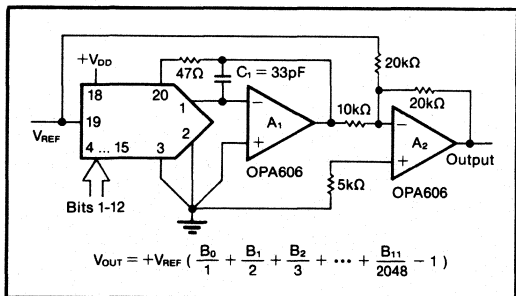 +V_DD
47Ω
C₁ = 33pF
20kΩ
20kΩ
18
20
1
19
2
4 ... 15
3
V_REF
Bits 1-12
−
+
A₁
OPA606
10kΩ
−
+
A₂
Output
5kΩ
OPA606
V_OUT = +V_REF ( B₀/1 + B₁/2 + B₂/3 + ••• + B₁₁/2048 − 1 )